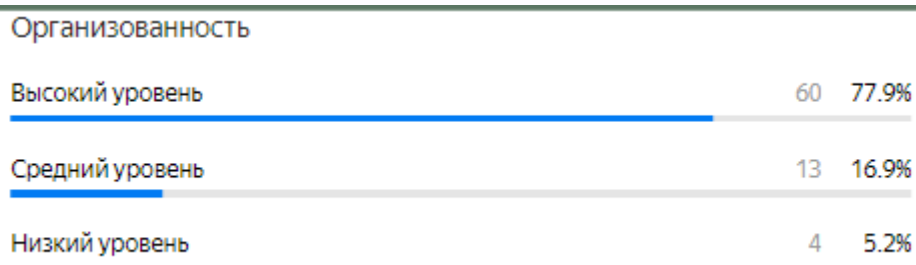 Организованность
Высокий уровень 60 77.9%
Средний уровень 13 16.9%
Низкий уровень 4 5.2%